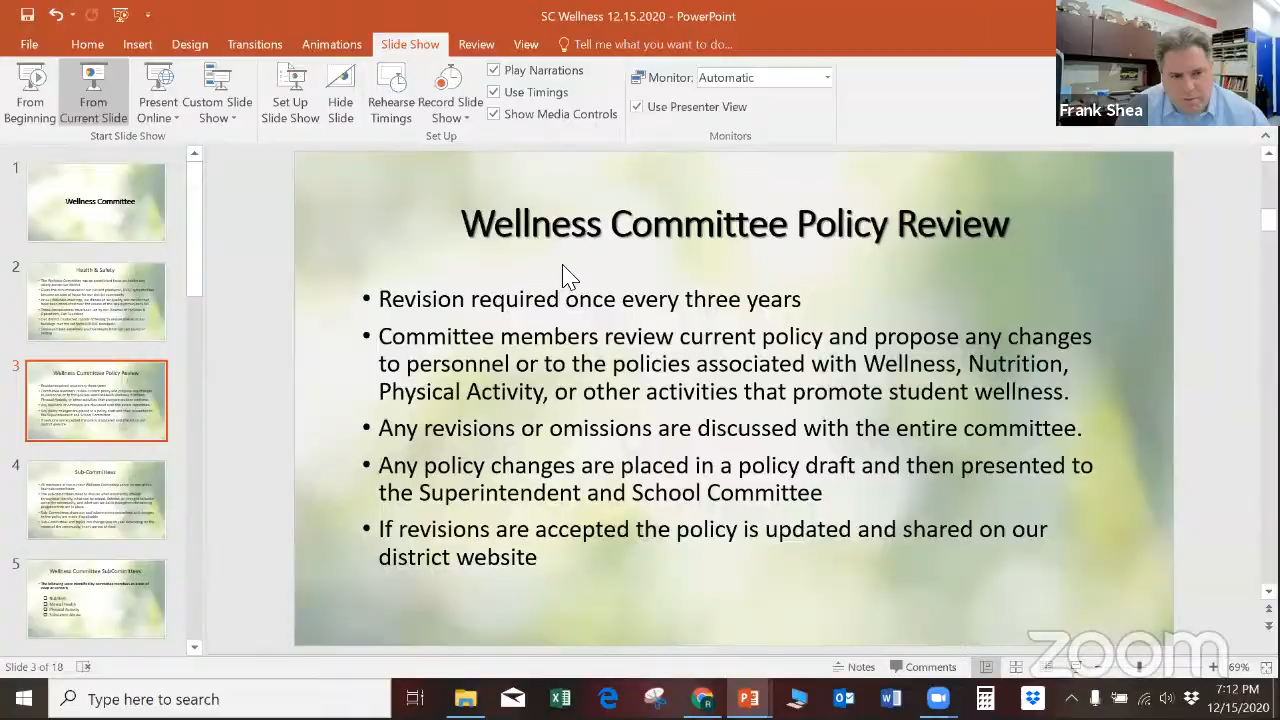 SC Wellness 12.15.2020 - PowerPoint
File Home Insert Design Transitions Animations Slide Show Review View Tell me what you want to do...
From Beginning
From Current Slide
Present Online
Custom Slide Show
Start Slide Show
Set Up Slide Show
Hide Slide
Rehearse Timings
Record Slide Show
Play Narrations
Use Timings
Show Media Controls
Set Up
Monitor: Automatic
Use Presenter View
Monitors
Frank Shea
1
Wellness Committee
2
Health & Safety
3
Wellness Committee Policy Review
4
Sub-Committees
5
Wellness Committee SubCommittees
Wellness Committee Policy Review
• Revision required once every three years
• Committee members review current policy and propose any changes
to personnel or to the policies associated with Wellness, Nutrition,
Physical Activity, or other activities that promote student wellness.
• Any revisions or omissions are discussed with the entire committee.
• Any policy changes are placed in a policy draft and then presented to
the Superintendent and School Committee
• If revisions are accepted the policy is updated and shared on our
district website
zoom
Slide 3 of 18
Notes
Comments
69%
Type here to search
7:12 PM
12/15/2020